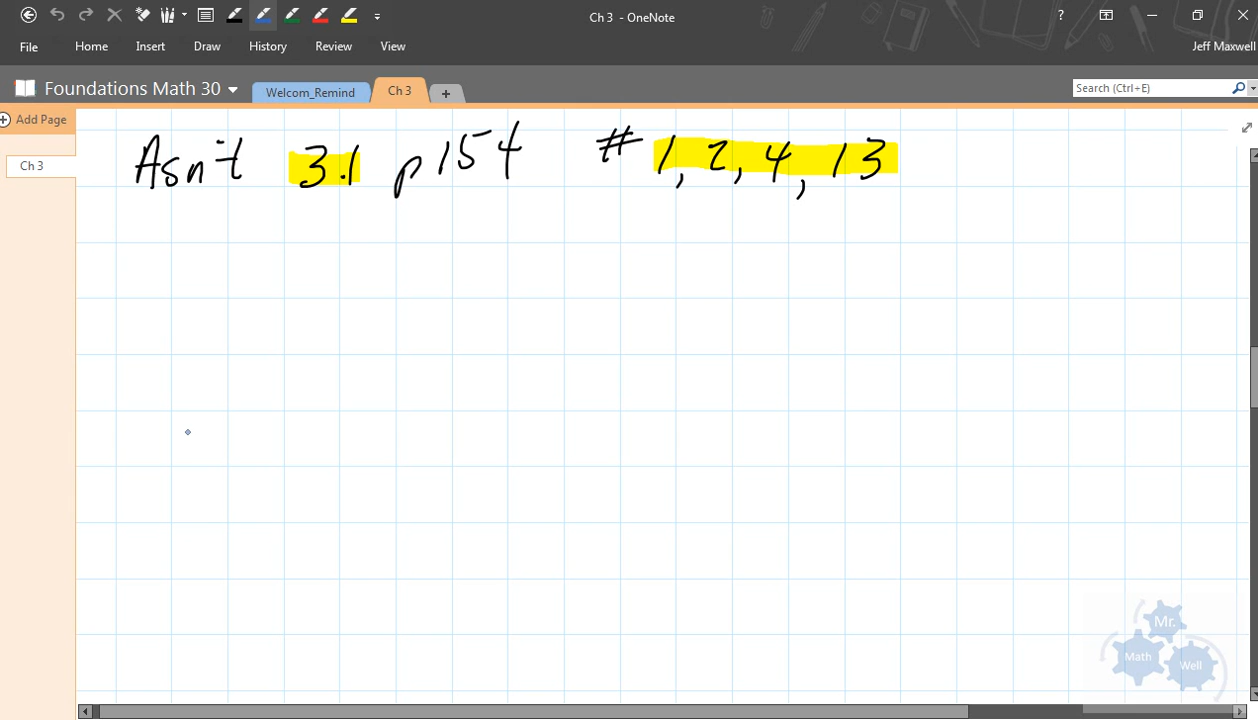 Ch 3 - OneNote
?
File
Home
Insert
Draw
History
Review
View
Jeff Maxwell
Foundations Math 30
Welcom_Remind
Ch 3
Search (Ctrl+E)
Add Page
Ch 3
Asn't 3.1 p154 # 1, 2, 4, 13
Mr.
Math
Well